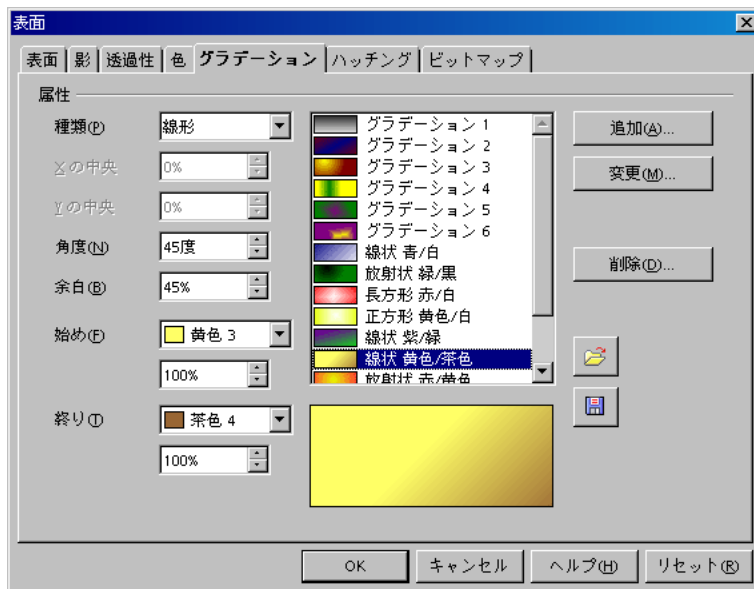 表面
表面 影 透過性 色 グラデーション ハッチング ビットマップ
属性
種類(P) 線形
Xの中央 0%
Yの中央 0%
角度(N) 45度
余白(B) 45%
始め(F) 黄色 3
100%
終り(T) 茶色 4
100%
グラデーション 1
グラデーション 2
グラデーション 3
グラデーション 4
グラデーション 5
グラデーション 6
線状 青/白
放射状 緑/黒
長方形 赤/白
正方形 黄色/白
線状 紫/緑
線状 黄色/茶色
放射状 赤/黄色
追加(A)...
変更(M)...
削除(D)...
OK キャンセル ヘルプ(H) リセット(R)